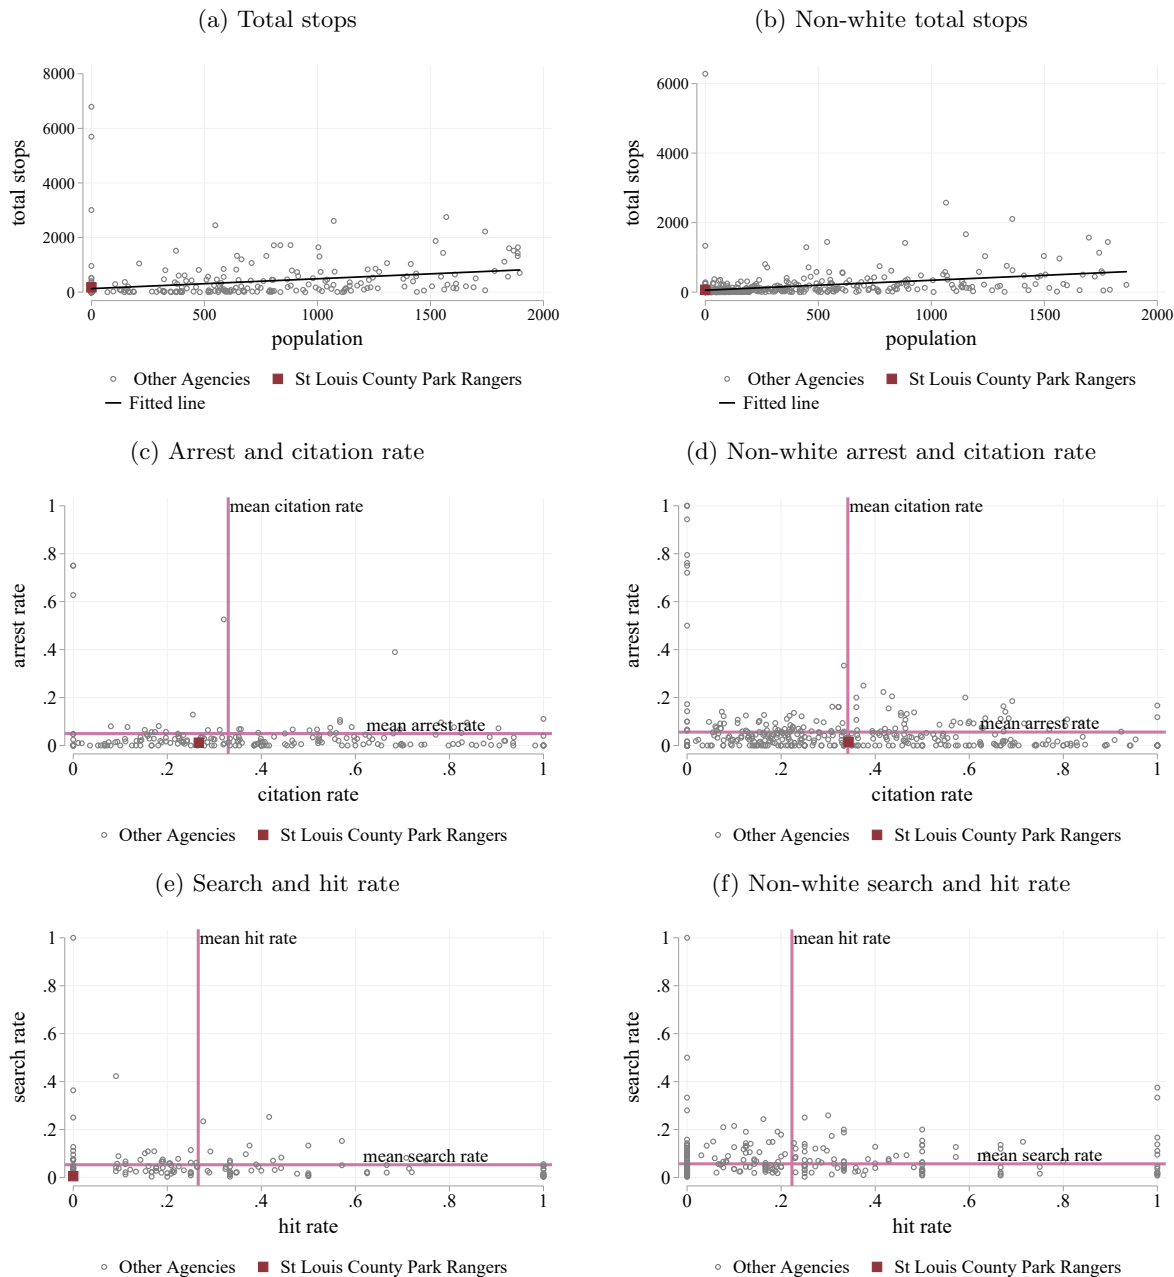 (a) Total stops
total stops
8000
6000
4000
2000
0
0 500 1000 1500 2000
population
Other Agencies St Louis County Park Rangers
Fitted line
(b) Non-white total stops
total stops
6000
4000
2000
0
0 500 1000 1500 2000
population
Other Agencies St Louis County Park Rangers
Fitted line
(c) Arrest and citation rate
mean citation rate
mean arrest rate
arrest rate
1
.8
.6
.4
.2
0
0 .2 .4 .6 .8 1
citation rate
Other Agencies St Louis County Park Rangers
(d) Non-white arrest and citation rate
mean citation rate
mean arrest rate
arrest rate
1
.8
.6
.4
.2
0
0 .2 .4 .6 .8 1
citation rate
Other Agencies St Louis County Park Rangers
(e) Search and hit rate
mean hit rate
mean search rate
search rate
1
.8
.6
.4
.2
0
0 .2 .4 .6 .8 1
hit rate
Other Agencies St Louis County Park Rangers
(f) Non-white search and hit rate
mean hit rate
mean search rate
search rate
1
.8
.6
.4
.2
0
0 .2 .4 .6 .8 1
hit rate
Other Agencies St Louis County Park Rangers